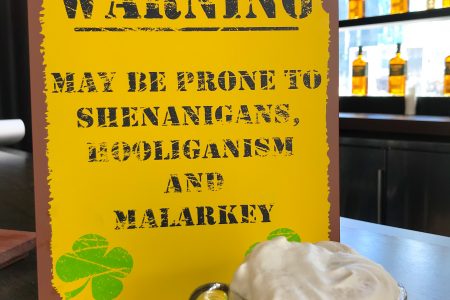 WARNING
MAY BE PRONE TO
SHENANIGANS,
HOOLIGANISM
AND
MALARKEY